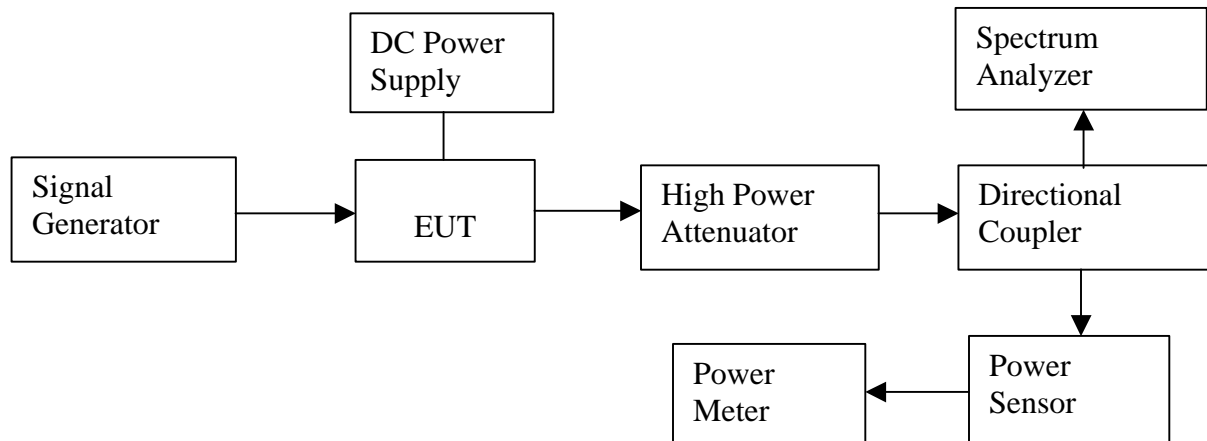 DC Power
Supply
Spectrum
Analyzer
Signal
Generator
EUT
High Power
Attenuator
Directional
Coupler
Power
Meter
Power
Sensor